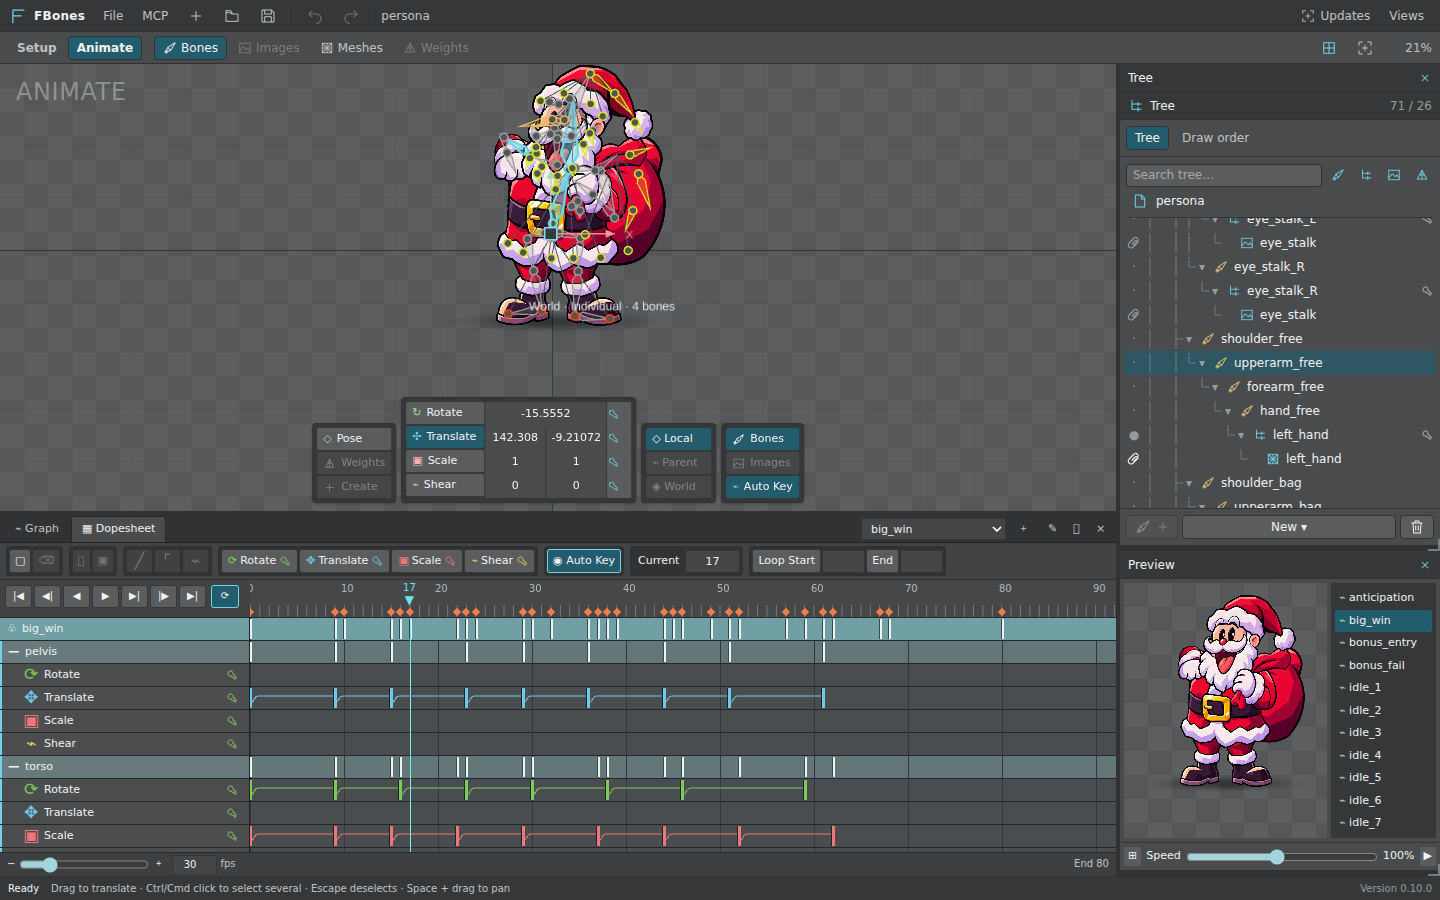 FBones File MCP persona Updates Views
Setup Animate Bones Images Meshes Weights 21%
ANIMATE
World · Individual · 4 bones
X
Pose
Weights
Create
Rotate -15.5552
Translate 142.308 -9.21072
Scale 1 1
Shear 0 0
Local
Parent
World
Bones
Images
Auto Key
Tree
Tree 71 / 26
Tree Draw order
Search tree...
persona
eye_stalk_L
eye_stalk
eye_stalk_R
eye_stalk_R
eye_stalk
shoulder_free
upperarm_free
forearm_free
hand_free
left_hand
left_hand
shoulder_bag
upperarm_bag
New
Graph Dopesheet big_win
Rotate Translate Scale Shear Auto Key Current 17 Loop Start End
0 10 17 20 30 40 50 60 70 80 90
big_win
pelvis
Rotate
Translate
Scale
Shear
torso
Rotate
Translate
Scale
30 fps End 80
Preview
anticipation
big_win
bonus_entry
bonus_fail
idle_1
idle_2
idle_3
idle_4
idle_5
idle_6
idle_7
Speed 100%
Ready Drag to translate · Ctrl/Cmd click to select several · Escape deselects · Space + drag to pan Version 0.10.0